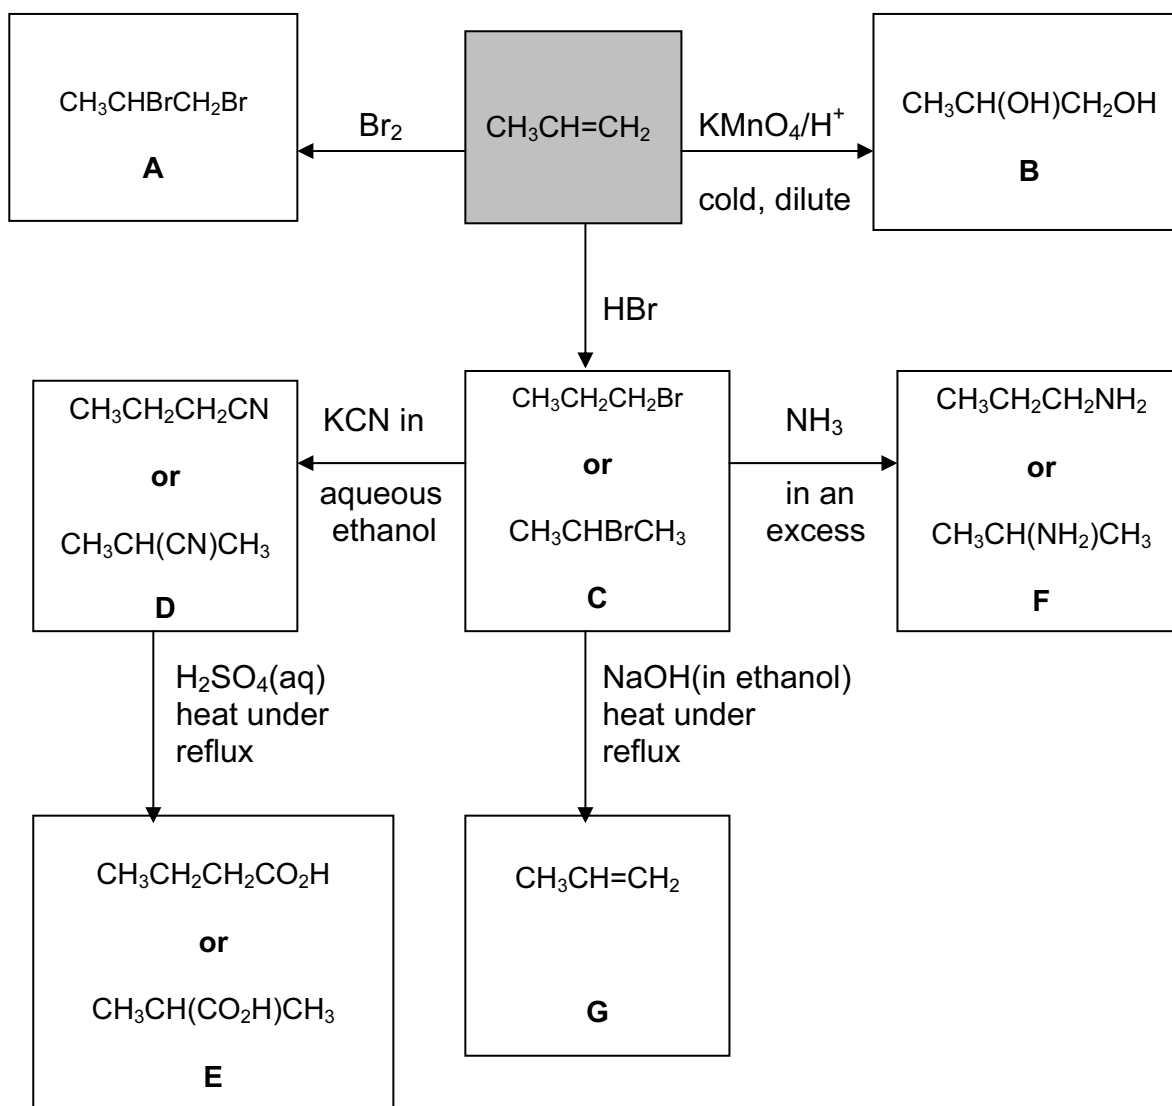 CH₃CHBrCH₂Br
A
Br₂
CH₃CH=CH₂
KMnO₄/H⁺
cold, dilute
CH₃CH(OH)CH₂OH
B
HBr
CH₃CH₂CH₂CN
or
CH₃CH(CN)CH₃
D
KCN in
aqueous
ethanol
CH₃CH₂CH₂Br
or
CH₃CHBrCH₃
C
NH₃
in an
excess
CH₃CH₂CH₂NH₂
or
CH₃CH(NH₂)CH₃
F
H₂SO₄(aq)
heat under
reflux
NaOH(in ethanol)
heat under
reflux
CH₃CH₂CH₂CO₂H
or
CH₃CH(CO₂H)CH₃
E
CH₃CH=CH₂
G